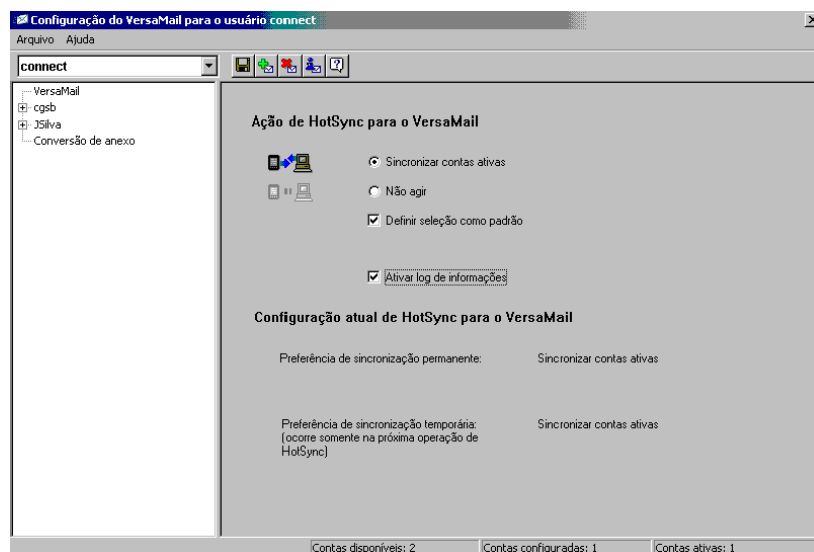 Configuração do VersaMail para o usuário connect
Arquivo Ajuda
connect
VersaMail
cgsb
JSilva
Conversão de anexo
Ação de HotSync para o VersaMail
Sincronizar contas ativas
Não agir
Definir seleção como padrão
Ativar log de informações
Configuração atual de HotSync para o VersaMail
Preferência de sincronização permanente: Sincronizar contas ativas
Preferência de sincronização temporária: Sincronizar contas ativas
(ocorre somente na próxima operação de
HotSync)
Contas disponíveis: 2 Contas configuradas: 1 Contas ativas: 1